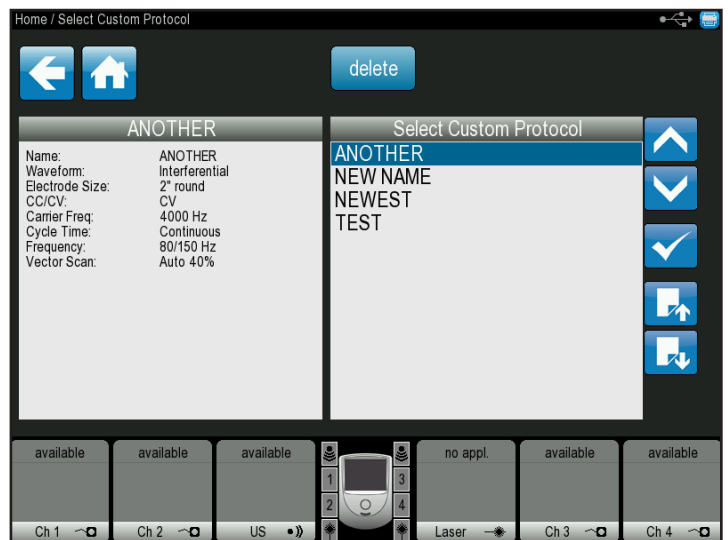 Home / Select Custom Protocol
delete
ANOTHER
Name: ANOTHER
Waveform: Interferential
Electrode Size: 2" round
CC/CV: CV
Carrier Freq: 4000 Hz
Cycle Time: Continuous
Frequency: 80/150 Hz
Vector Scan: Auto 40%
Select Custom Protocol
ANOTHER
NEW NAME
NEWEST
TEST
available available available no appl. available available
1 3
2 4
Ch 1 Ch 2 US Laser Ch 3 Ch 4